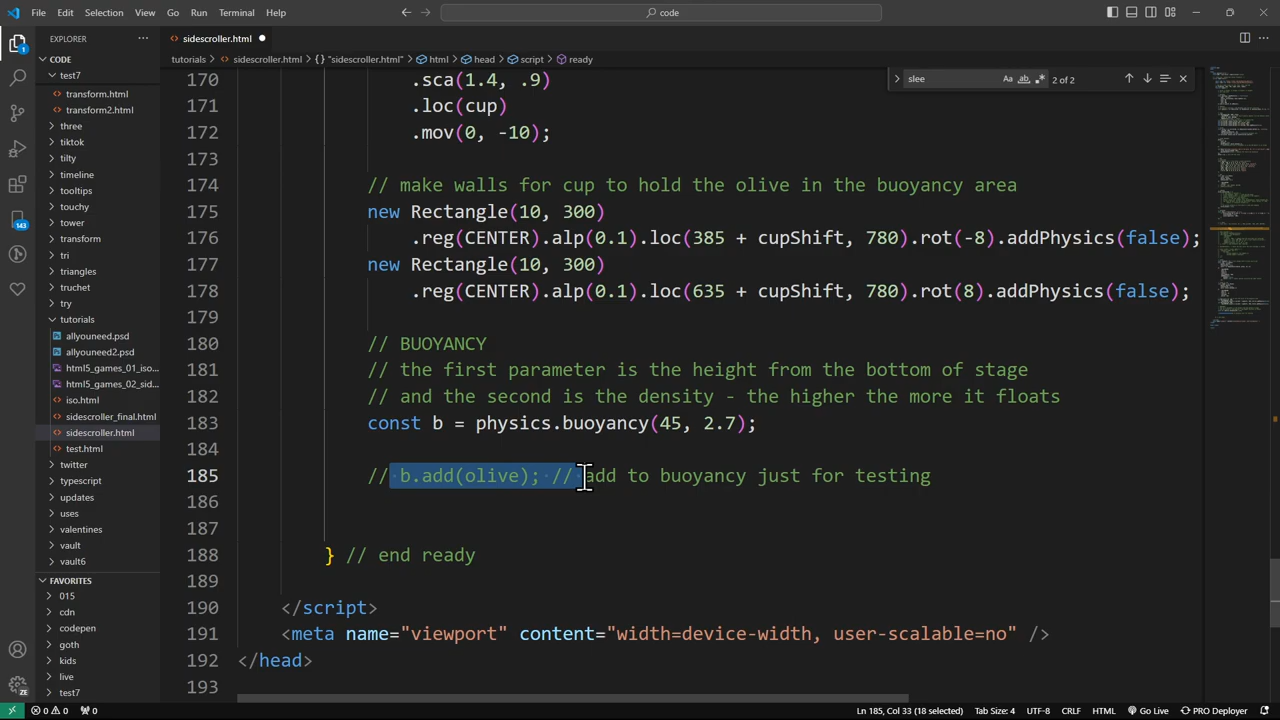 File Edit Selection View Go Run Terminal Help
code
EXPLORER
sidescroller.html
CODE
tutorials > sidescroller.html > "sidescroller.html" > html > head > script > ready
slee
Aa ab
2 of 2
test7
transform.html
transform2.html
three
tiktok
tilty
timeline
tooltips
touchy
tower
transform
tri
triangles
truchet
try
tutorials
allyouneed.psd
allyouneed2.psd
html5_games_01_iso...
html5_games_02_sid...
iso.html
sidescroller_final.html
sidescroller.html
test.html
twitter
typescript
updates
uses
valentines
vault
vault6
FAVORITES
015
cdn
codepen
goth
kids
live
test7
1
143
ZE
170 .sca(1.4, .9)
171 .loc(cup)
172 .mov(0, -10);
173
174 // make walls for cup to hold the olive in the buoyancy area
175 new Rectangle(10, 300)
176 .reg(CENTER).alp(0.1).loc(385 + cupShift, 780).rot(-8).addPhysics(false);
177 new Rectangle(10, 300)
178 .reg(CENTER).alp(0.1).loc(635 + cupShift, 780).rot(8).addPhysics(false);
179
180 // BUOYANCY
181 // the first parameter is the height from the bottom of stage
182 // and the second is the density - the higher the more it floats
183 const b = physics.buoyancy(45, 2.7);
184
185 // b.add(olive); // add to buoyancy just for testing
186
187
188 } // end ready
189
190 </script>
191 <meta name="viewport" content="width=device-width, user-scalable=no" />
192 </head>
193
0 0 0 Ln 185, Col 33 (18 selected) Tab Size: 4 UTF-8 CRLF HTML Go Live PRO Deployer